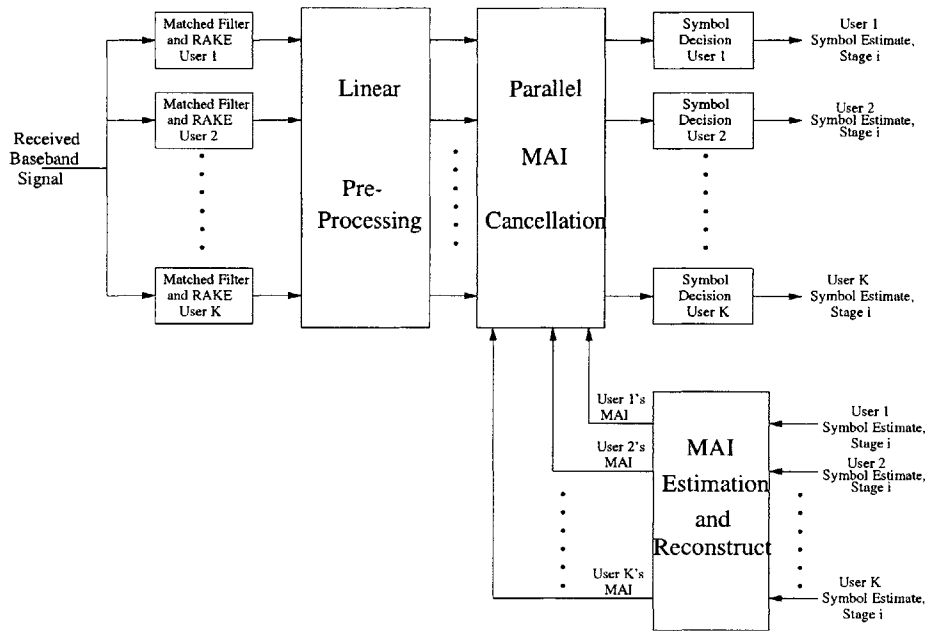 Matched Filter
and RAKE
User 1
Matched Filter
and RAKE
User 2
Matched Filter
and RAKE
User K
Received
Baseband
Signal
Linear
Pre-
Processing
Parallel
MAI
Cancellation
Symbol
Decision
User 1
Symbol
Decision
User 2
Symbol
Decision
User K
User 1
Symbol Estimate,
Stage i
User 2
Symbol Estimate,
Stage i
User K
Symbol Estimate,
Stage i
User 1's
MAI
User 2's
MAI
User K's
MAI
MAI
Estimation
and
Reconstruct
User 1
Symbol Estimate,
Stage i
User 2
Symbol Estimate,
Stage i
User K
Symbol Estimate,
Stage i